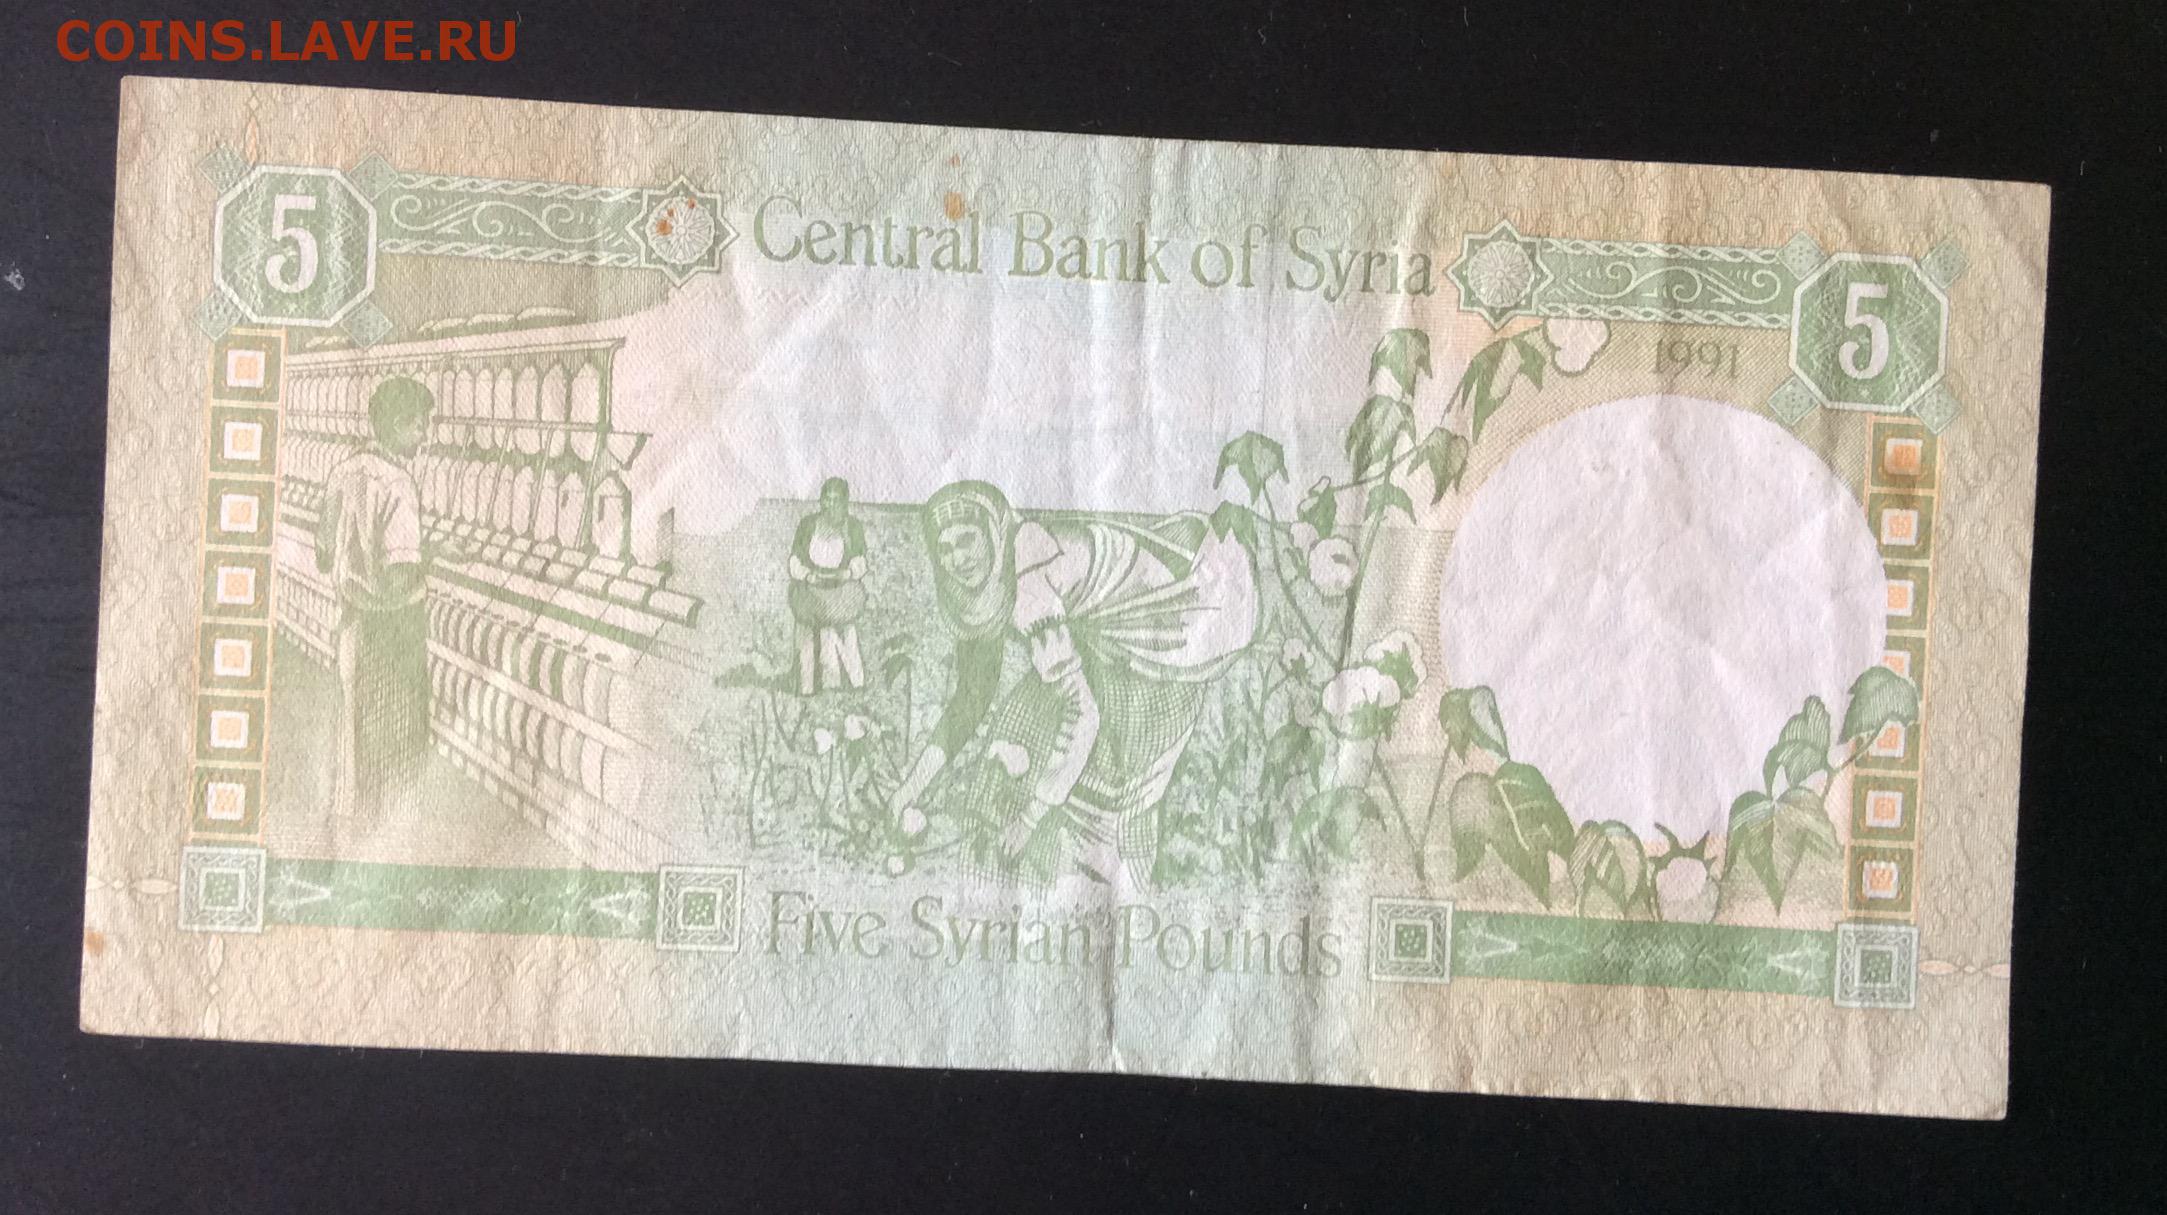 COINS.LAVE.RU
5
Central Bank of Syria
5
1991
Five Syrian Pounds